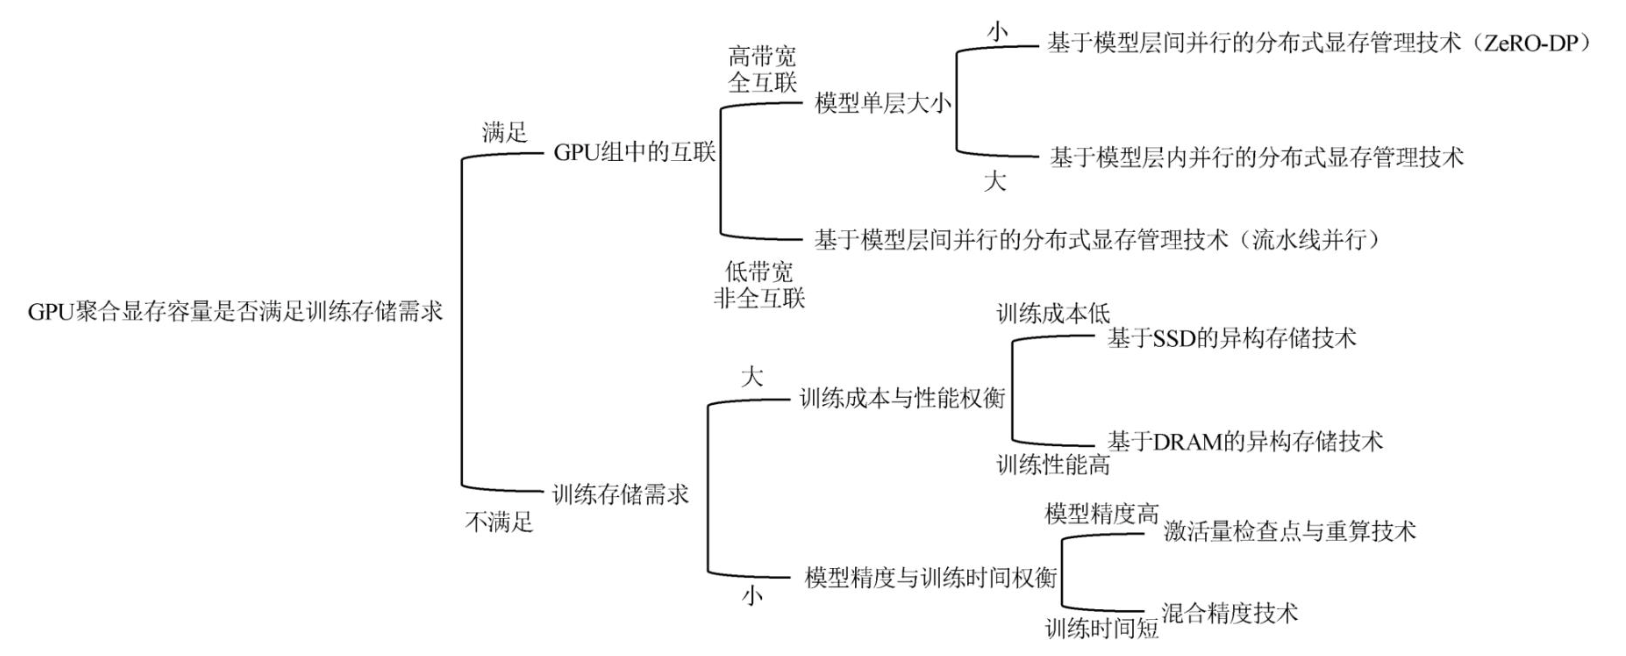 小
基于模型层间并行的分布式显存管理技术（ZeRO-DP）
高带宽
全互联
模型单层大小
满足
GPU组中的互联
基于模型层内并行的分布式显存管理技术
大
基于模型层间并行的分布式显存管理技术（流水线并行）
低带宽
非全互联
GPU聚合显存容量是否满足训练存储需求
训练成本低
基于SSD的异构存储技术
大
训练成本与性能权衡
基于DRAM的异构存储技术
训练性能高
训练存储需求
不满足
模型精度高
激活量检查点与重算技术
模型精度与训练时间权衡
小
混合精度技术
训练时间短